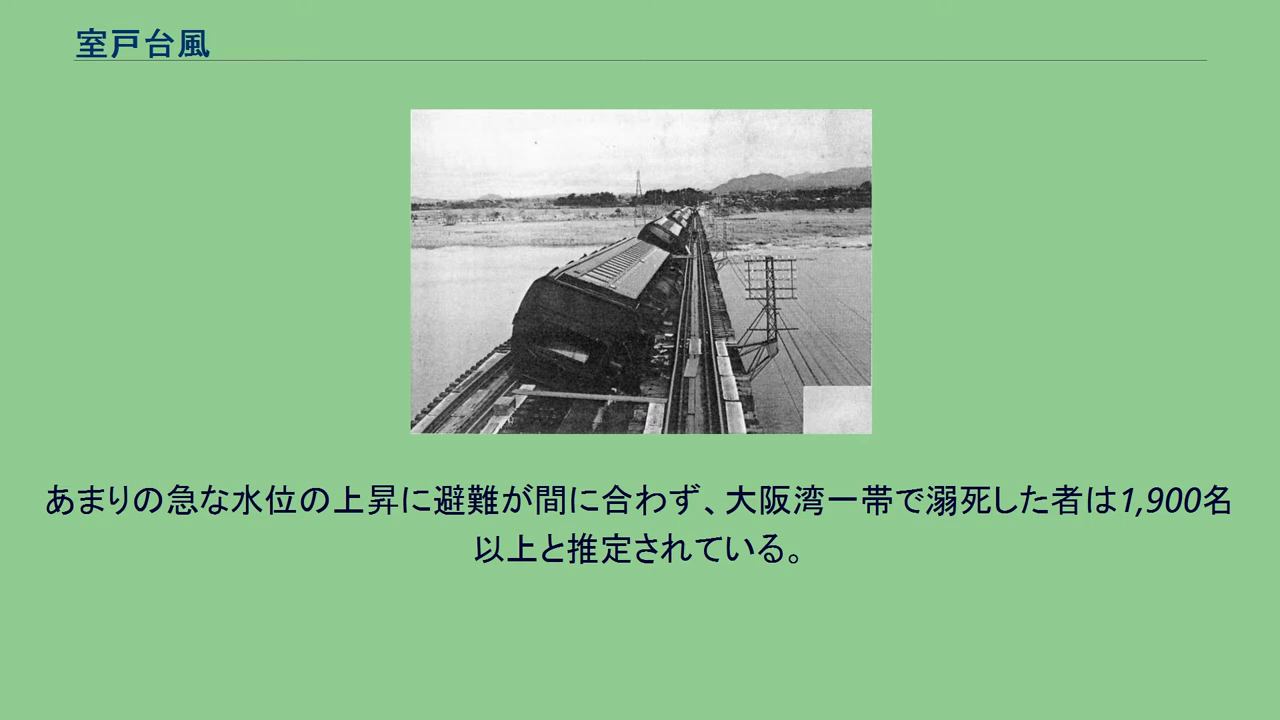 室戸台風
あまりの急な水位の上昇に避難が間に合わず、大阪湾一帯で溺死した者は1,900名
以上と推定されている。